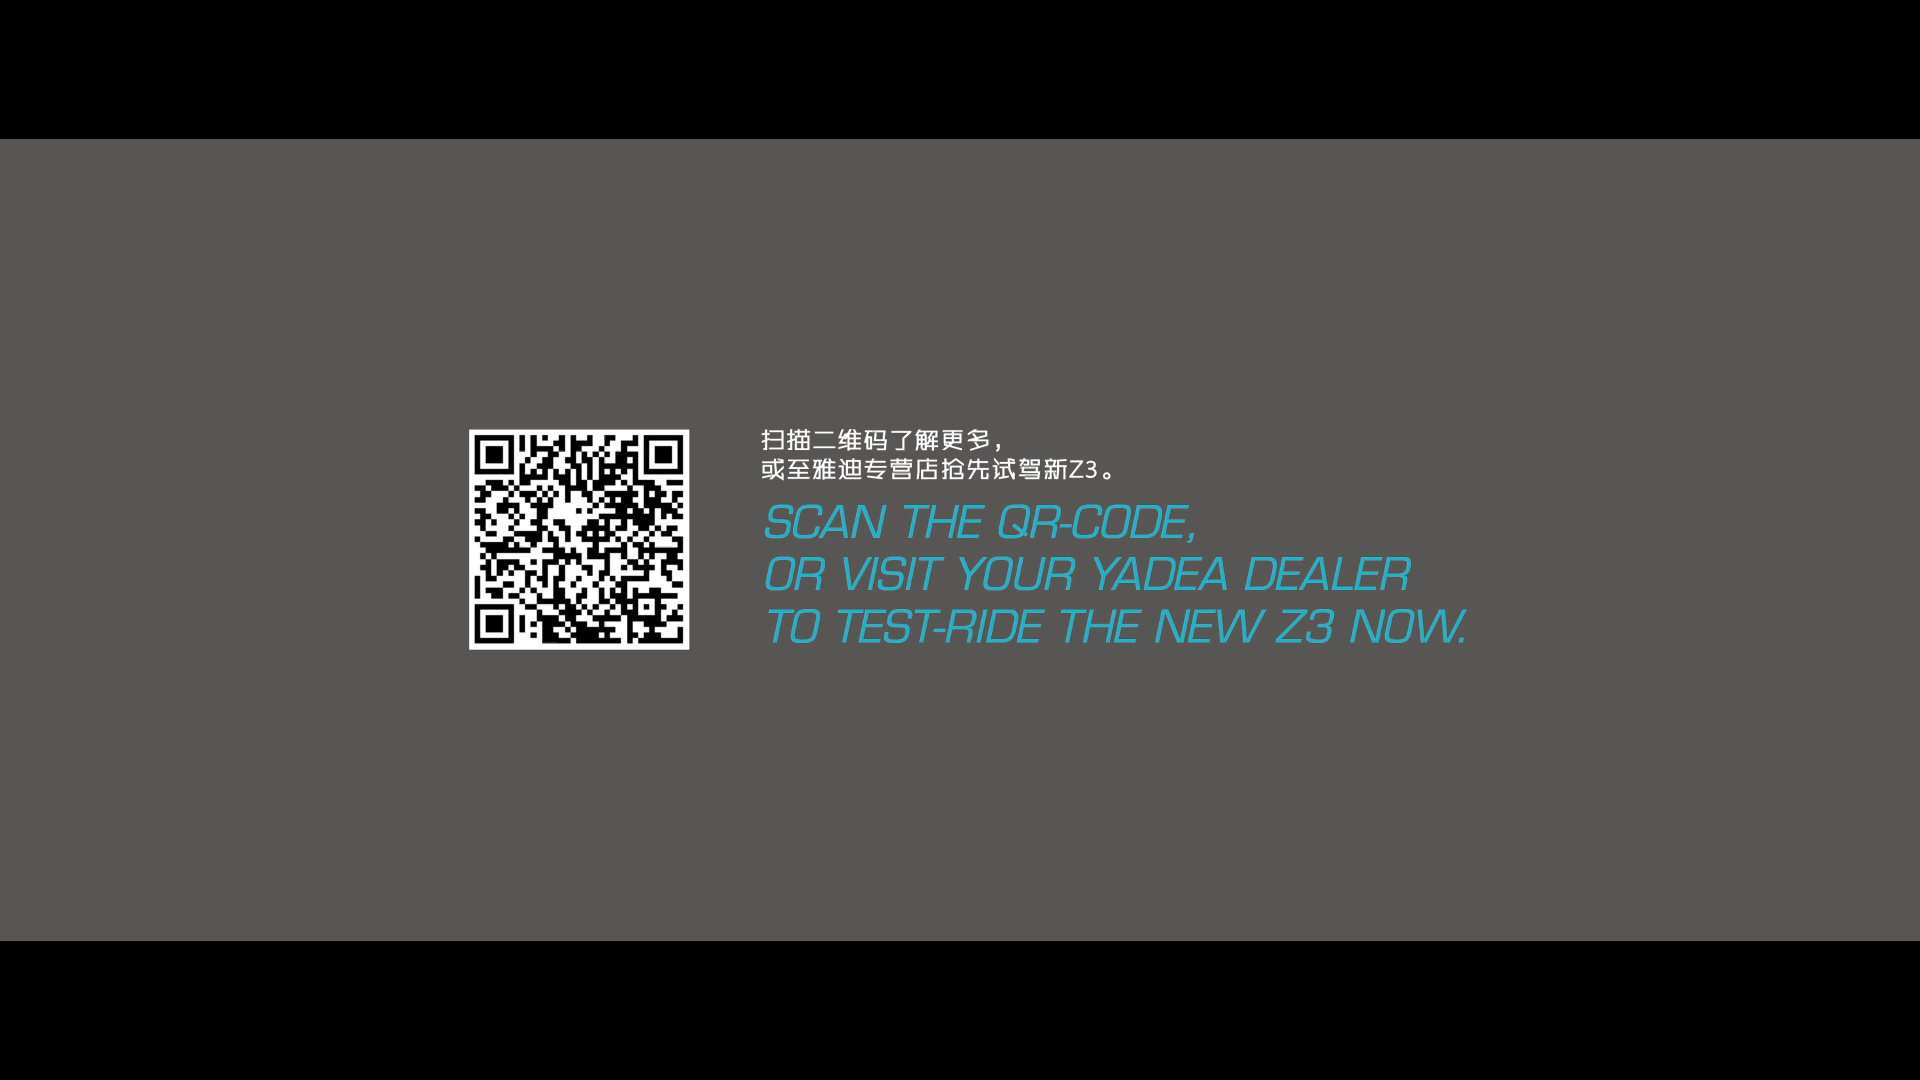 扫描二维码了解更多，
或至雅迪专营店抢先试驾新Z3。
SCAN THE QR-CODE,
OR VISIT YOUR YADEA DEALER
TO TEST-RIDE THE NEW Z3 NOW.